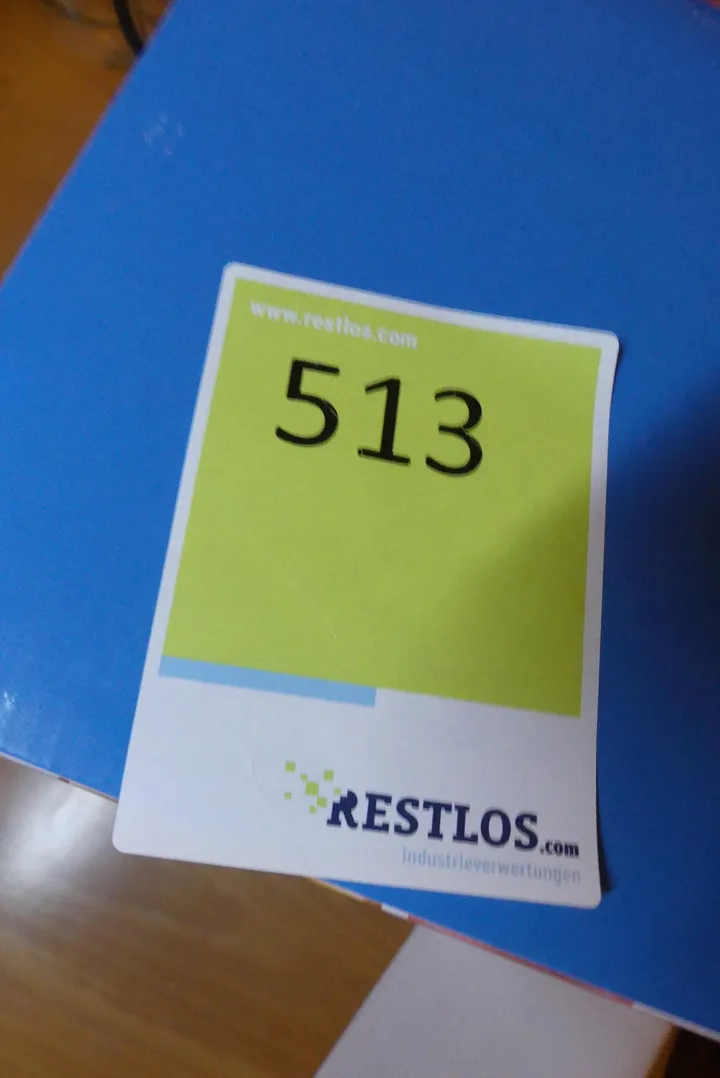 www.restlos.com
513
RESTLOS.com
industrieverwertungen